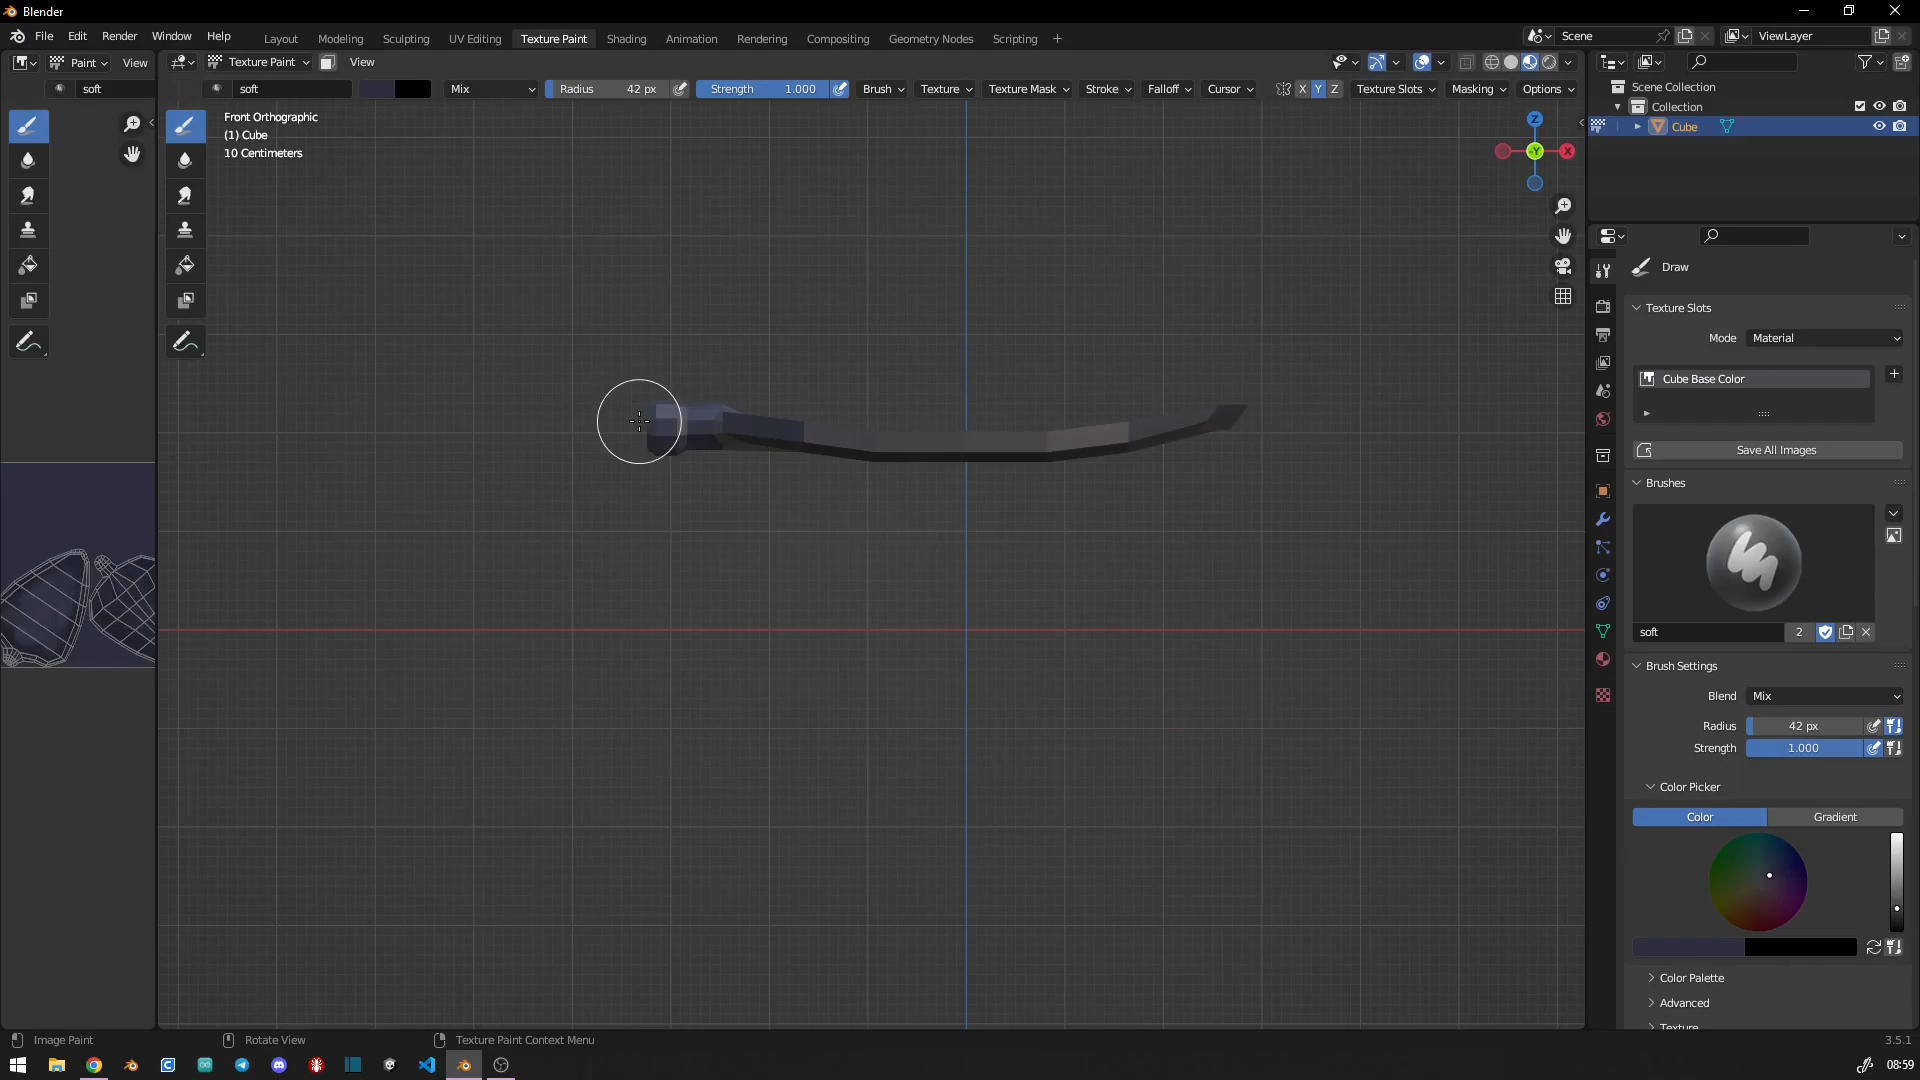 Blender
File Edit Render Window Help
Layout Modeling Sculpting UV Editing Texture Paint Shading Animation Rendering Compositing Geometry Nodes Scripting +
Scene
ViewLayer
Paint View
Texture Paint View
soft
soft Mix Radius 42 px Strength 1.000 Brush Texture Texture Mask Stroke Falloff Cursor X Y Z Texture Slots Masking Options
Front Orthographic
(1) Cube
10 Centimeters
Z
-Y
X
Scene Collection
Collection
Cube
Draw
Texture Slots
Mode Material
Cube Base Color
Save All Images
Brushes
soft 2
Brush Settings
Blend Mix
Radius 42 px
Strength 1.000
Color Picker
Color Gradient
Color Palette
Advanced
Texture
Image Paint Rotate View Texture Paint Context Menu
3.5.1
08:59